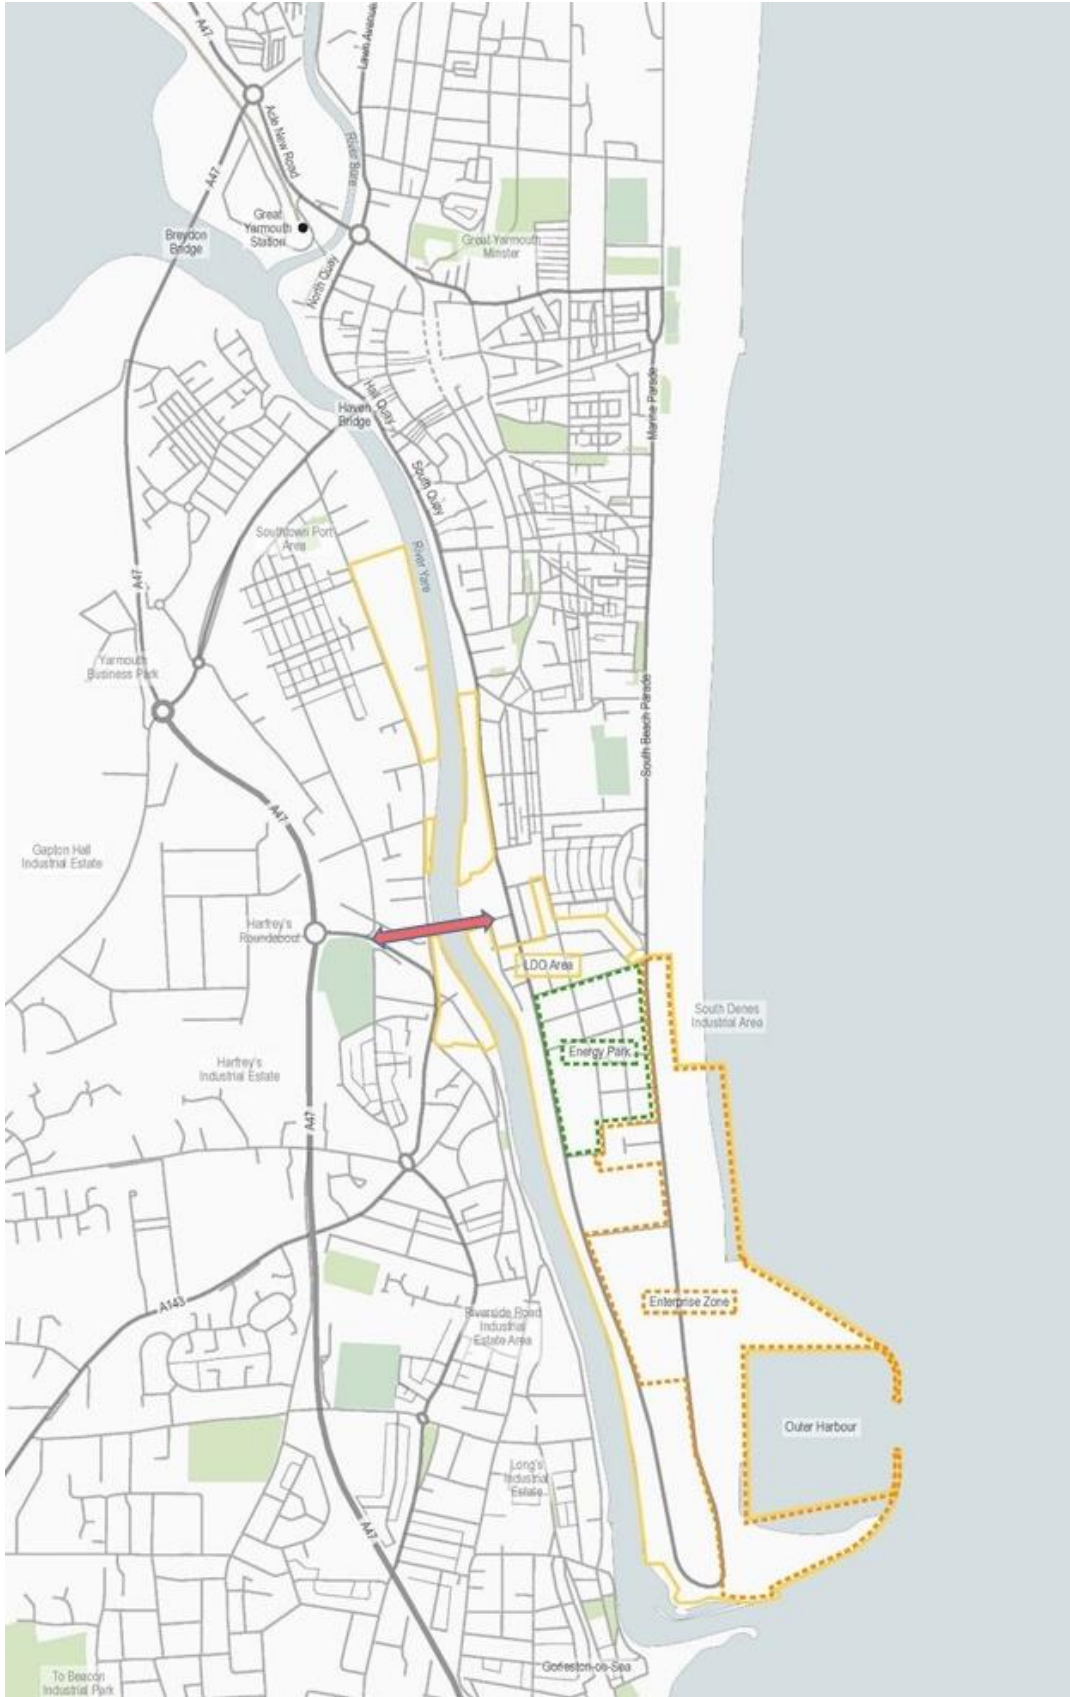 A47
Lawn Avenue
Acle New Road
River Bure
A47
Great
Yarmouth
Station
Breydon
Bridge
Great Yarmouth
Minster
North Quay
Marine Parade
Hall Quay
Haven
Bridge
South Quay
Southtown Port
Area
River Yare
A47
Yarmouth
Business Park
South Beach Parade
A47
Gapton Hall
Industrial Estate
Harfrey's
Roundabout
LDO Area
South Denes
Industrial Area
Energy Park
Harfrey's
Industrial Estate
A47
Enterprise Zone
A143
Riverside Road
Industrial
Estate Area
Outer Harbour
Long's
Industrial
Estate
A47
Gorleston-on-Sea
To Beacon
Industrial Park